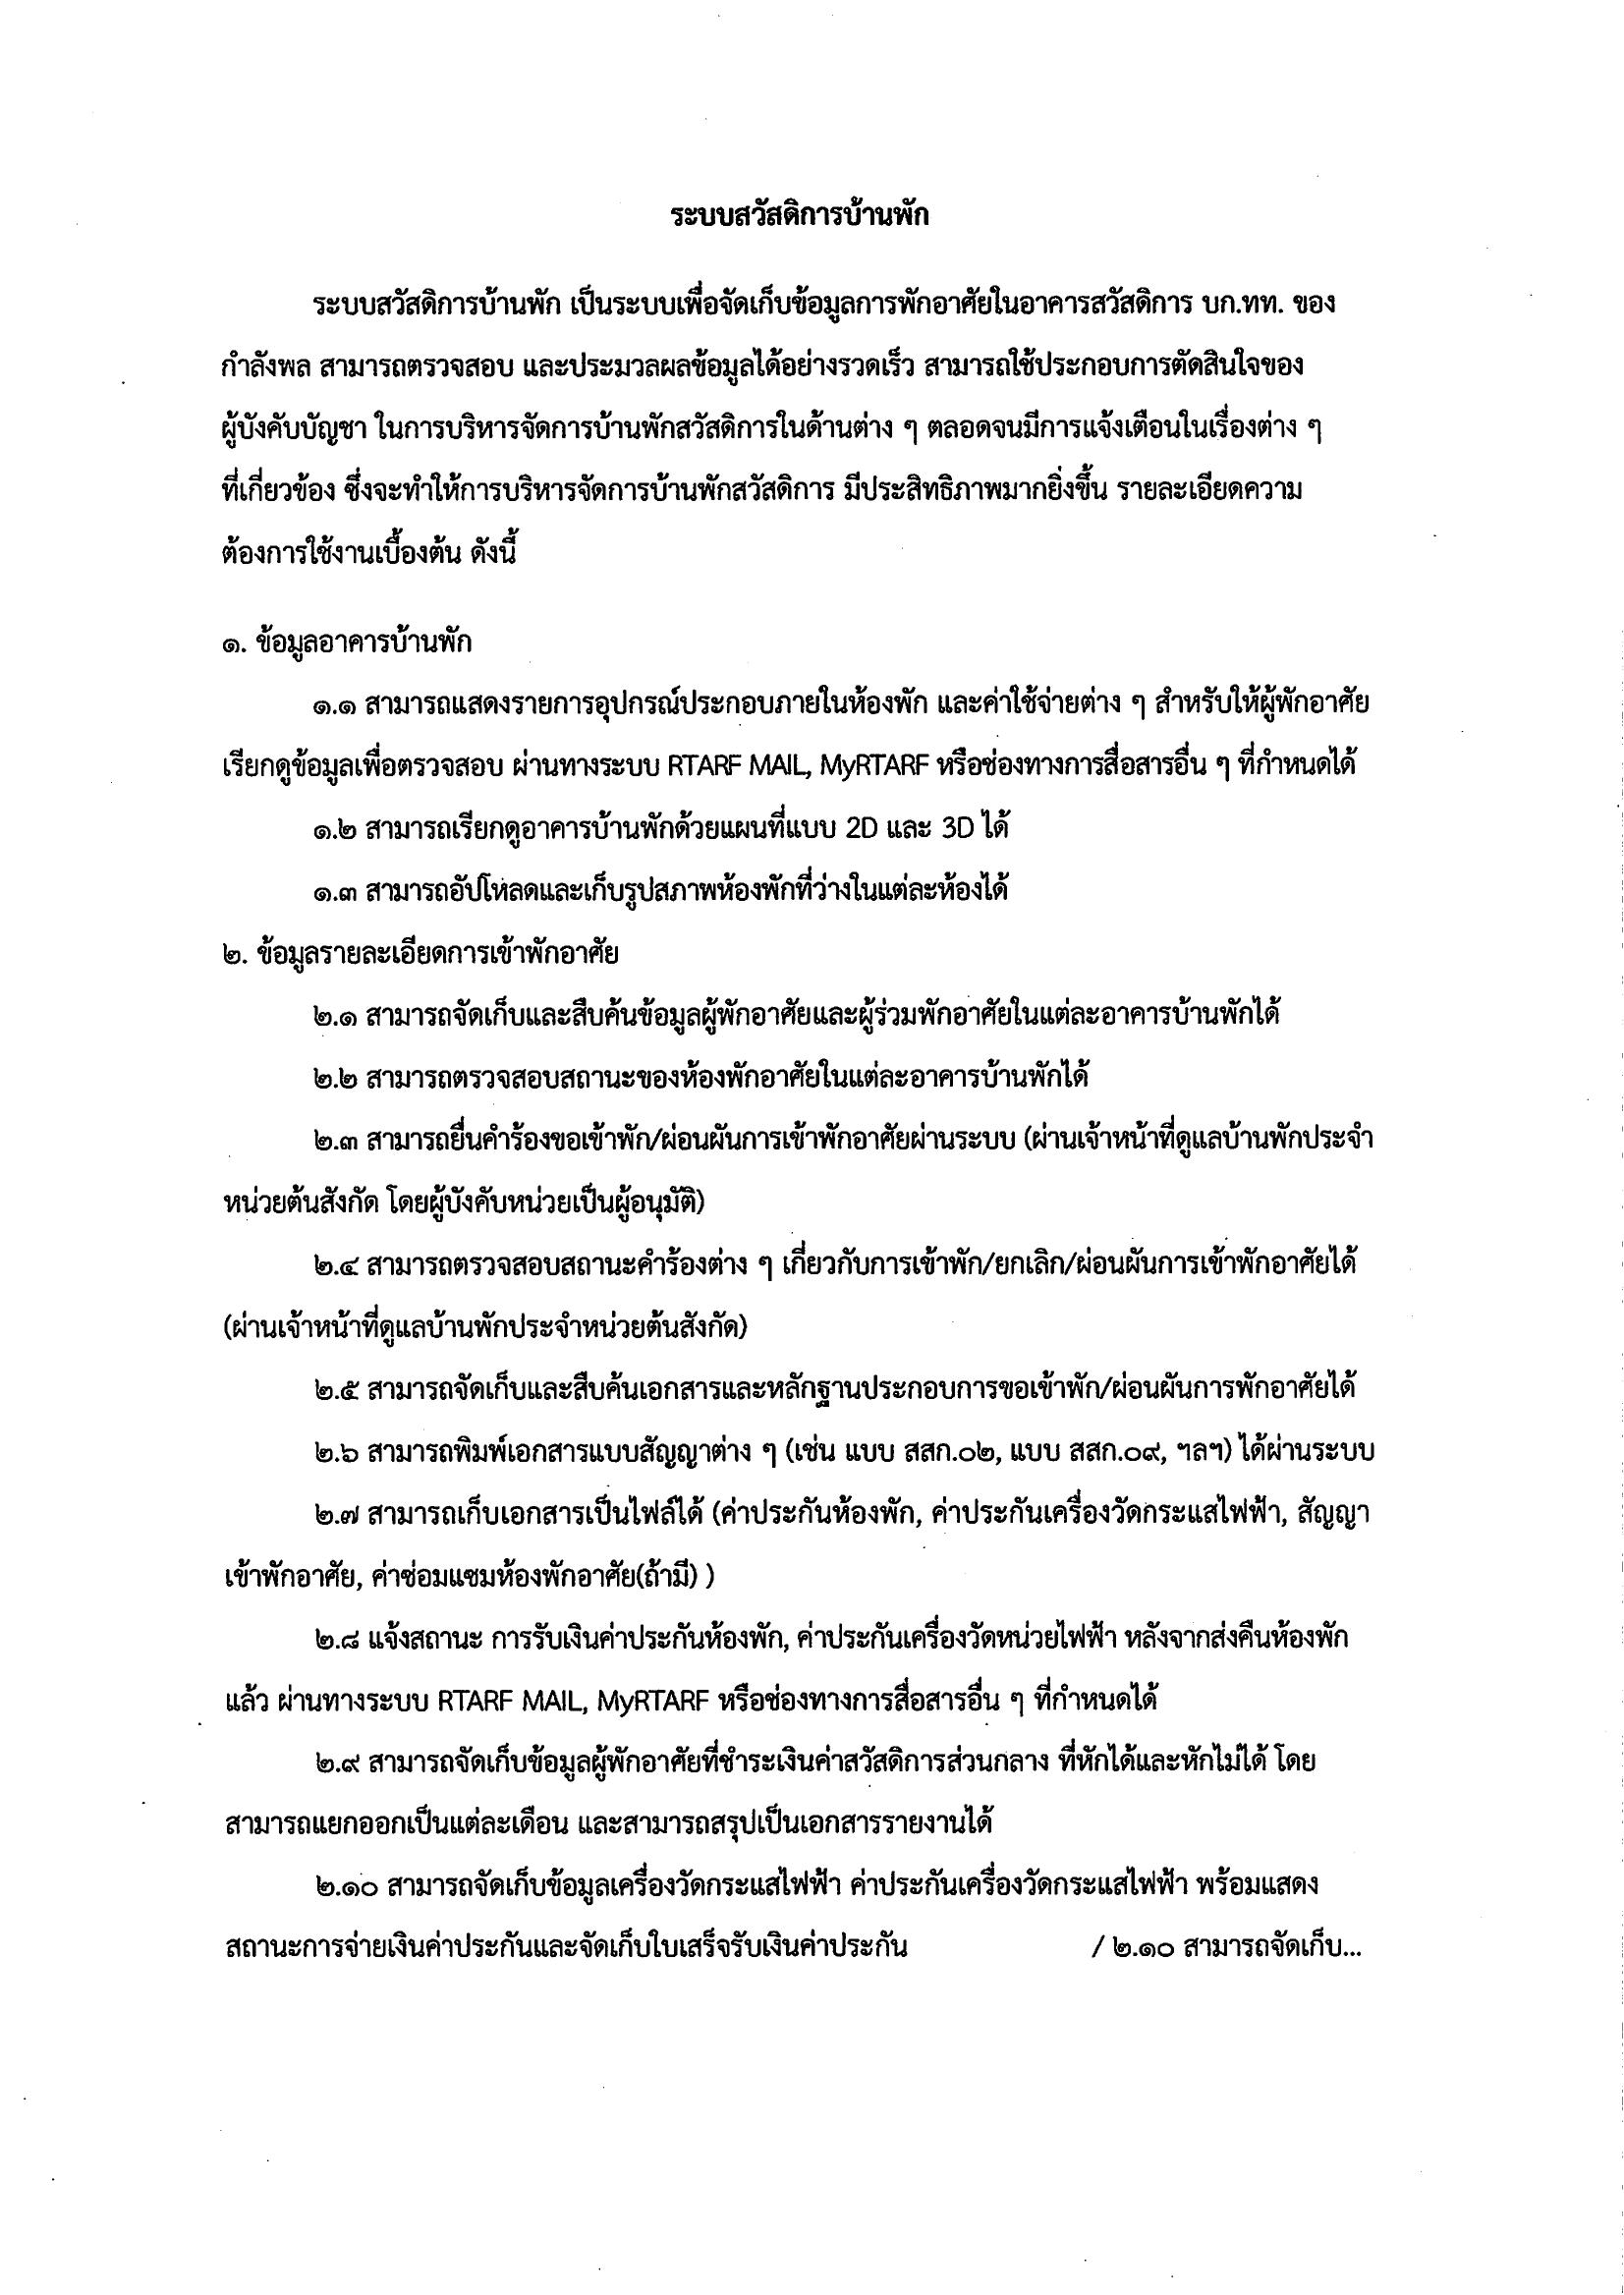 ระบบสวัสดิการบ้านพัก
ระบบสวัสดิการบ้านพัก เป็นระบบเพื่อจัดเก็บข้อมูลการพักอาศัยในอาคารสวัสดิการ บก.ทท. ของ
กำลังพล สามารถตรวจสอบ และประมวลผลข้อมูลได้อย่างรวดเร็ว สามารถใช้ประกอบการตัดสินใจของ
ผู้บังคับบัญชา ในการบริหารจัดการบ้านพักสวัสดิการในด้านต่าง ๆ ตลอดจนมีการแจ้งเตือนในเรื่องต่าง ๆ
ที่เกี่ยวข้อง ซึ่งจะทำให้การบริหารจัดการบ้านพักสวัสดิการ มีประสิทธิภาพมากยิ่งขึ้น รายละเอียดความ
ต้องการใช้งานเบื้องต้น ดังนี้
๑. ข้อมูลอาคารบ้านพัก
๑.๑ สามารถแสดงรายการอุปกรณ์ประกอบภายในห้องพัก และค่าใช้จ่ายต่าง ๆ สำหรับให้ผู้พักอาศัย
เรียกดูข้อมูลเพื่อตรวจสอบ ผ่านทางระบบ RTARF MAIL, MyRTARF หรือช่องทางการสื่อสารอื่น ๆ ที่กำหนดได้
๑.๒ สามารถเรียกดูอาคารบ้านพักด้วยแผนที่แบบ 2D และ 3D ได้
๑.๓ สามารถอัปโหลดและเก็บรูปสภาพห้องพักที่ว่างในแต่ละห้องได้
๒. ข้อมูลรายละเอียดการเข้าพักอาศัย
๒.๑ สามารถจัดเก็บและสืบค้นข้อมูลผู้พักอาศัยและผู้ร่วมพักอาศัยในแต่ละอาคารบ้านพักได้
๒.๒ สามารถตรวจสอบสถานะของห้องพักอาศัยในแต่ละอาคารบ้านพักได้
๒.๓ สามารถยื่นคำร้องขอเข้าพัก/ผ่อนผันการเข้าพักอาศัยผ่านระบบ (ผ่านเจ้าหน้าที่ดูแลบ้านพักประจำ
หน่วยต้นสังกัด โดยผู้บังคับหน่วยเป็นผู้อนุมัติ)
๒.๔ สามารถตรวจสอบสถานะคำร้องต่าง ๆ เกี่ยวกับการเข้าพัก/ยกเลิก/ผ่อนผันการเข้าพักอาศัยได้
(ผ่านเจ้าหน้าที่ดูแลบ้านพักประจำหน่วยต้นสังกัด)
๒.๕ สามารถจัดเก็บและสืบค้นเอกสารและหลักฐานประกอบการขอเข้าพัก/ผ่อนผันการพักอาศัยได้
๒.๖ สามารถพิมพ์เอกสารแบบสัญญาต่าง ๆ (เช่น แบบ สสก.๐๒, แบบ สสก.๐๙, ฯลฯ) ได้ผ่านระบบ
๒.๗ สามารถเก็บเอกสารเป็นไฟล์ได้ (ค่าประกันห้องพัก, ค่าประกันเครื่องวัดกระแสไฟฟ้า, สัญญา
เข้าพักอาศัย, ค่าซ่อมแซมห้องพักอาศัย(ถ้ามี) )
๒.๘ แจ้งสถานะ การรับเงินค่าประกันห้องพัก, ค่าประกันเครื่องวัดหน่วยไฟฟ้า หลังจากส่งคืนห้องพัก
แล้ว ผ่านทางระบบ RTARF MAIL, MyRTARF หรือช่องทางการสื่อสารอื่น ๆ ที่กำหนดได้
๒.๙ สามารถจัดเก็บข้อมูลผู้พักอาศัยที่ชำระเงินค่าสวัสดิการส่วนกลาง ที่หักได้และหักไม่ได้ โดย
สามารถแยกออกเป็นแต่ละเดือน และสามารถสรุปเป็นเอกสารรายงานได้
๒.๑๐ สามารถจัดเก็บข้อมูลเครื่องวัดกระแสไฟฟ้า ค่าประกันเครื่องวัดกระแสไฟฟ้า พร้อมแสดง
สถานะการจ่ายเงินค่าประกันและจัดเก็บใบเสร็จรับเงินค่าประกัน / ๒.๑๐ สามารถจัดเก็บ...